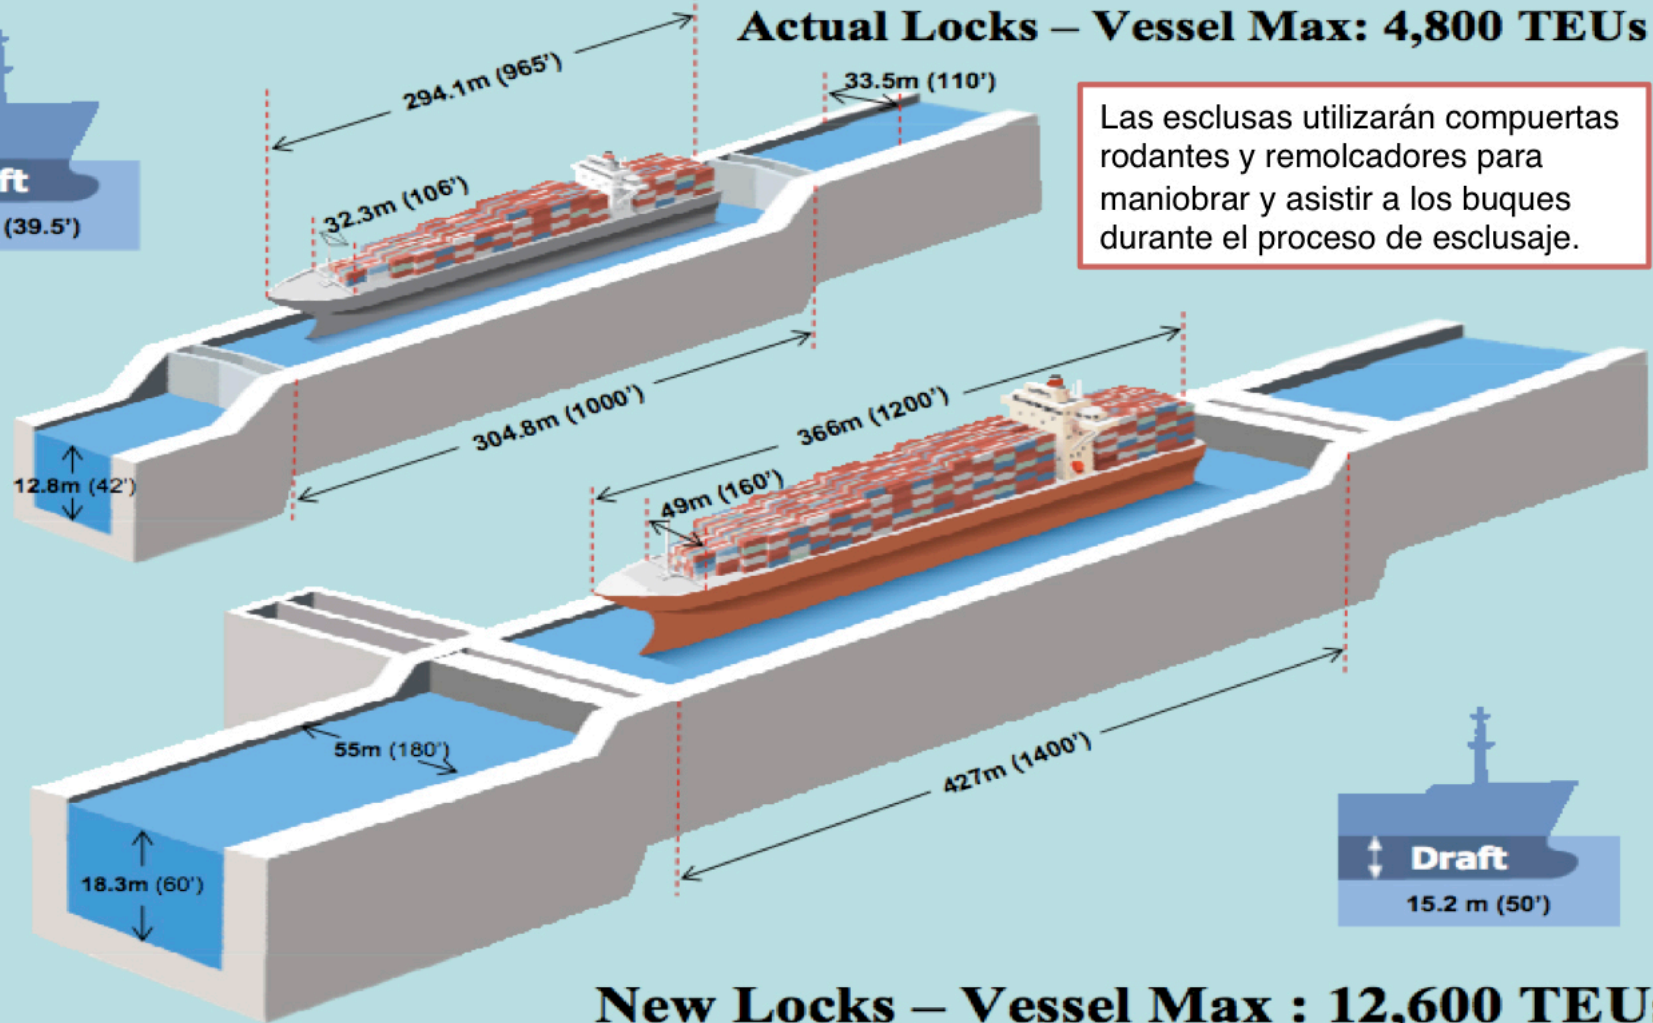 Actual Locks – Vessel Max: 4,800 TEUs
294.1m (965')
33.5m (110')
Las esclusas utilizarán compuertas
rodantes y remolcadores para
maniobrar y asistir a los buques
durante el proceso de esclusaje.
32.3m (106')
(39.5')
304.8m (1000')
12.8m (42')
366m (1200')
49m (160')
55m (180')
427m (1400')
18.3m (60')
Draft
15.2 m (50')
New Locks – Vessel Max : 12,600 TEU